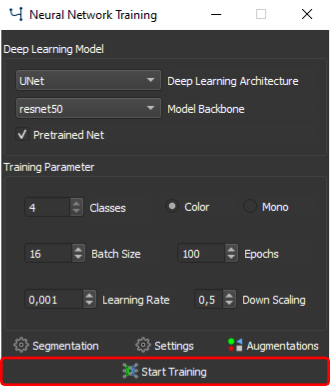 Neural Network Training
Deep Learning Model
UNet Deep Learning Architecture
resnet50 Model Backbone
Pretrained Net
Training Parameter
4 Classes Color Mono
16 Batch Size 100 Epochs
0,001 Learning Rate 0,5 Down Scaling
Segmentation Settings Augmentations
Start Training